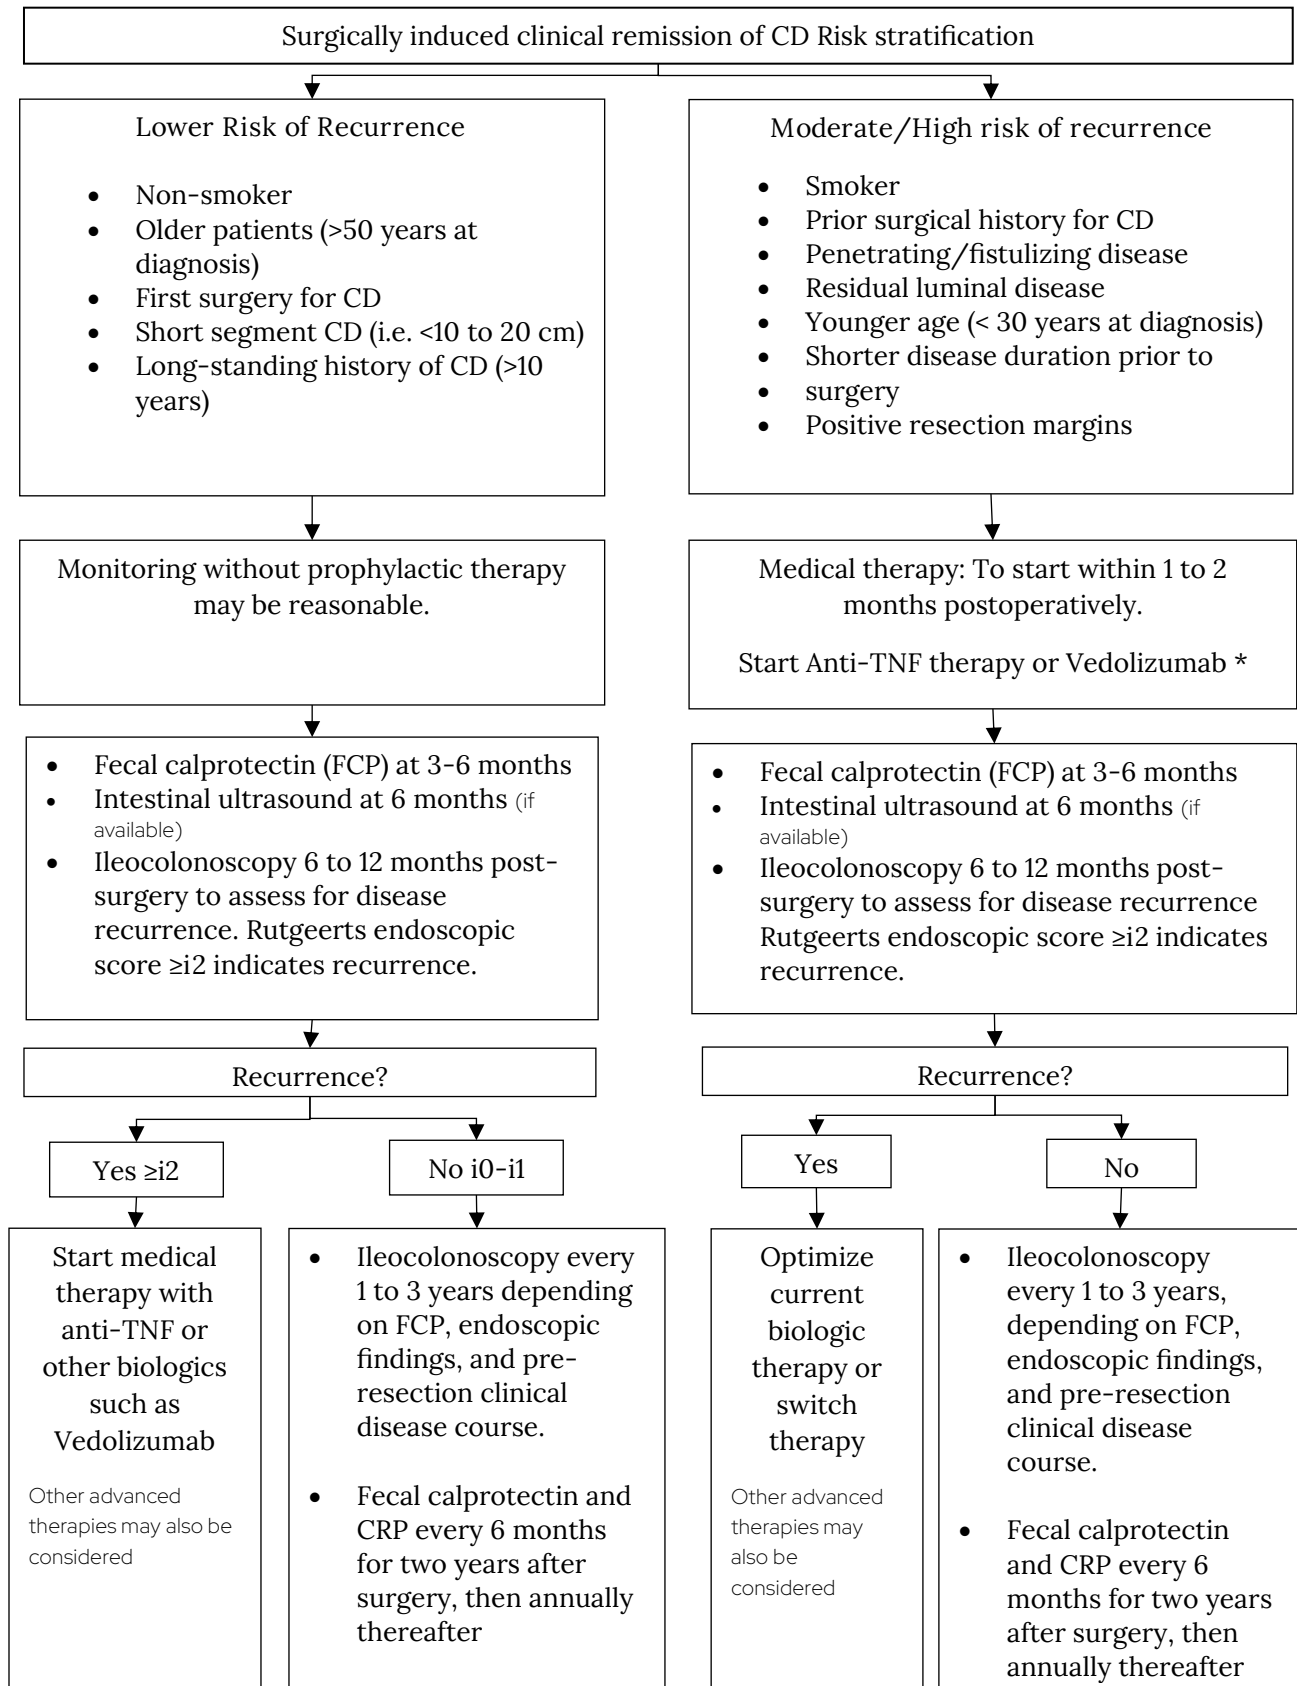 Surgically induced clinical remission of CD Risk stratification
Lower Risk of Recurrence
• Non-smoker
• Older patients (>50 years at
diagnosis)
• First surgery for CD
• Short segment CD (i.e. <10 to 20 cm)
• Long-standing history of CD (>10
years)
Moderate/High risk of recurrence
• Smoker
• Prior surgical history for CD
• Penetrating/fistulizing disease
• Residual luminal disease
• Younger age (< 30 years at diagnosis)
• Shorter disease duration prior to
• surgery
• Positive resection margins
Monitoring without prophylactic therapy
may be reasonable.
Medical therapy: To start within 1 to 2
months postoperatively.
Start Anti-TNF therapy or Vedolizumab *
• Fecal calprotectin (FCP) at 3-6 months
• Intestinal ultrasound at 6 months (if
available)
• Ileocolonoscopy 6 to 12 months post-
surgery to assess for disease
recurrence. Rutgeerts endoscopic
score ≥i2 indicates recurrence.
• Fecal calprotectin (FCP) at 3-6 months
• Intestinal ultrasound at 6 months (if
available)
• Ileocolonoscopy 6 to 12 months post-
surgery to assess for disease recurrence
Rutgeerts endoscopic score ≥i2 indicates
recurrence.
Recurrence?
Recurrence?
Yes ≥i2
No i0-i1
Yes
No
Start medical
therapy with
anti-TNF or
other biologics
such as
Vedolizumab
Other advanced
therapies may also be
considered
• Ileocolonoscopy every
1 to 3 years depending
on FCP, endoscopic
findings, and pre-
resection clinical
disease course.
• Fecal calprotectin and
CRP every 6 months
for two years after
surgery, then annually
thereafter
Optimize
current
biologic
therapy or
switch
therapy
Other advanced
therapies may
also be
considered
• Ileocolonoscopy
every 1 to 3 years,
depending on FCP,
endoscopic findings,
and pre-resection
clinical disease
course.
• Fecal calprotectin
and CRP every 6
months for two years
after surgery, then
annually thereafter